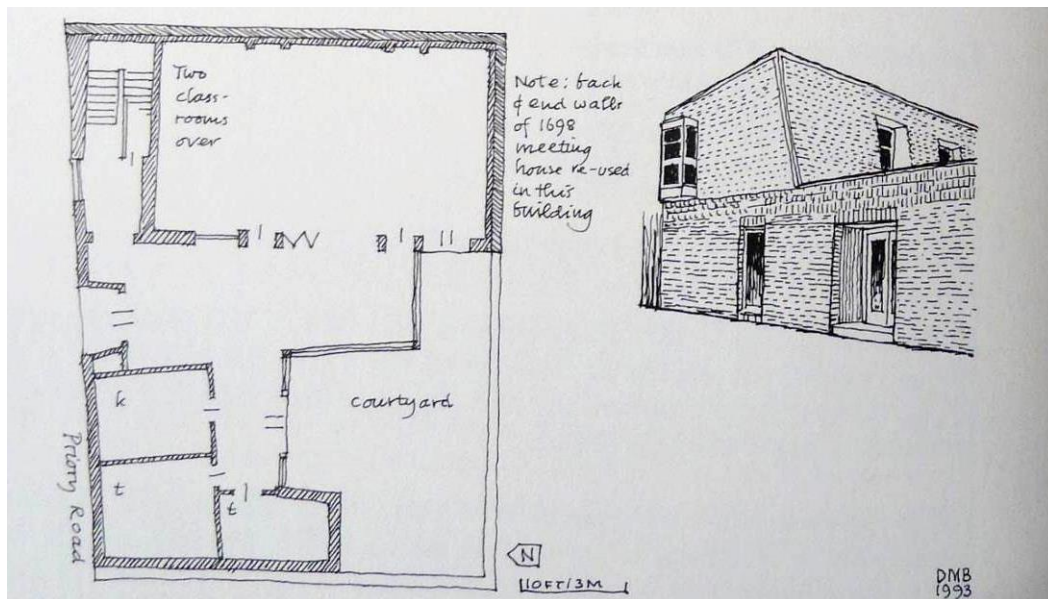 Two
class-
rooms
over
Note: back
& end walls
of 1698
meeting
house re-used
in this
building
k
courtyard
t
t
Priory Road
N
10FT/3M
DMB
1993